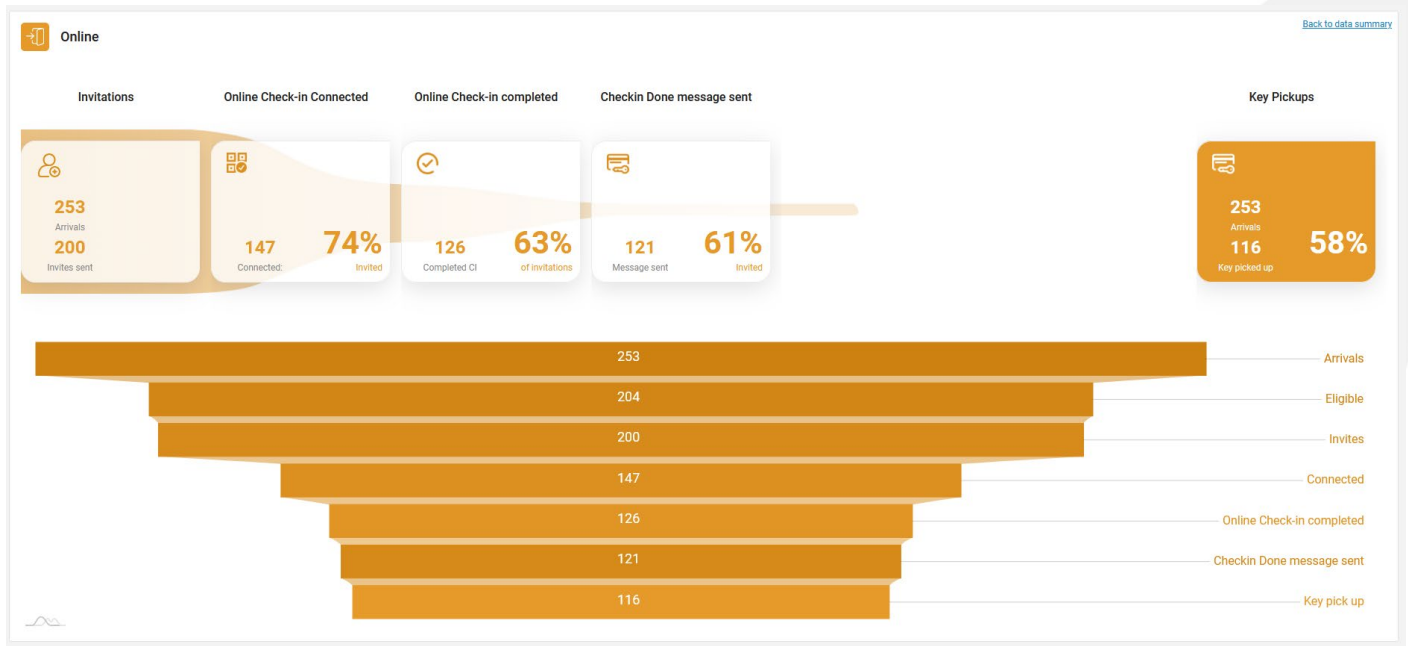 Back to data summary
Online
Invitations
Online Check-in Connected
Online Check-in completed
Checkin Done message sent
Key Pickups
253
Arrivals
200
Invites sent
147
Connected:
74%
Invited
126
Completed CI
63%
of invitations
121
Message sent
61%
Invited
253
Arrivals
116
Key picked up
58%
253
Arrivals
204
Eligible
200
Invites
147
Connected
126
Online Check-in completed
121
Checkin Done message sent
116
Key pick up